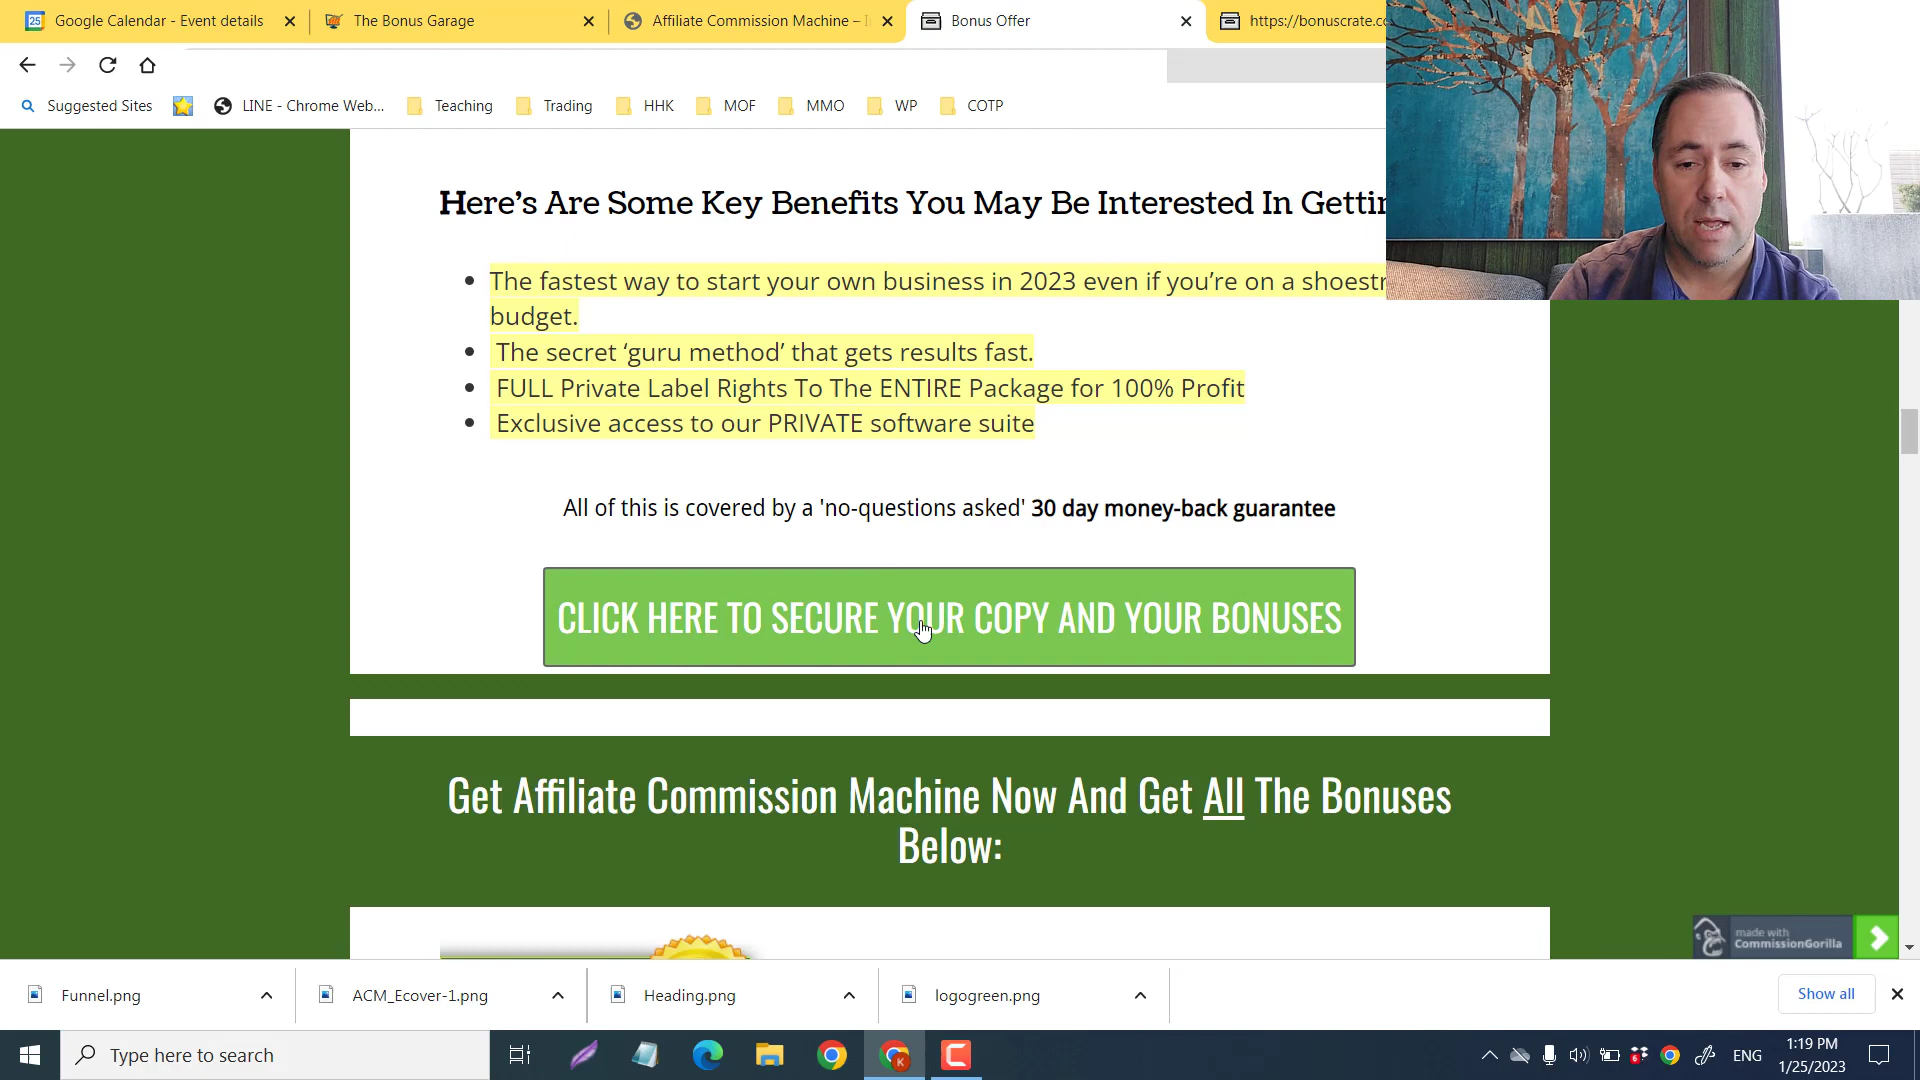 Google Calendar - Event details
The Bonus Garage
Affiliate Commission Machine –
Bonus Offer
https://bonuscrate.c
Suggested Sites
LINE - Chrome Web...
Teaching
Trading
HHK
MOF
MMO
WP
COTP
Here's Are Some Key Benefits You May Be Interested In
The fastest way to start your own business in 2023 even if you're on a
budget.
The secret ‘guru method’ that gets results fast.
FULL Private Label Rights To The ENTIRE Package for 100% Profit
Exclusive access to our PRIVATE software suite
All of this is covered by a 'no-questions asked' 30 day money-back guarantee
CLICK HERE TO SECURE YOUR COPY AND YOUR BONUSES
Get Affiliate Commission Machine Now And Get All The Bonuses
Below:
made with
CommissionGorilla
Funnel.png
ACM_Ecover-1.png
Heading.png
logogreen.png
Show all
Type here to search
ENG
1:19 PM
1/25/2023